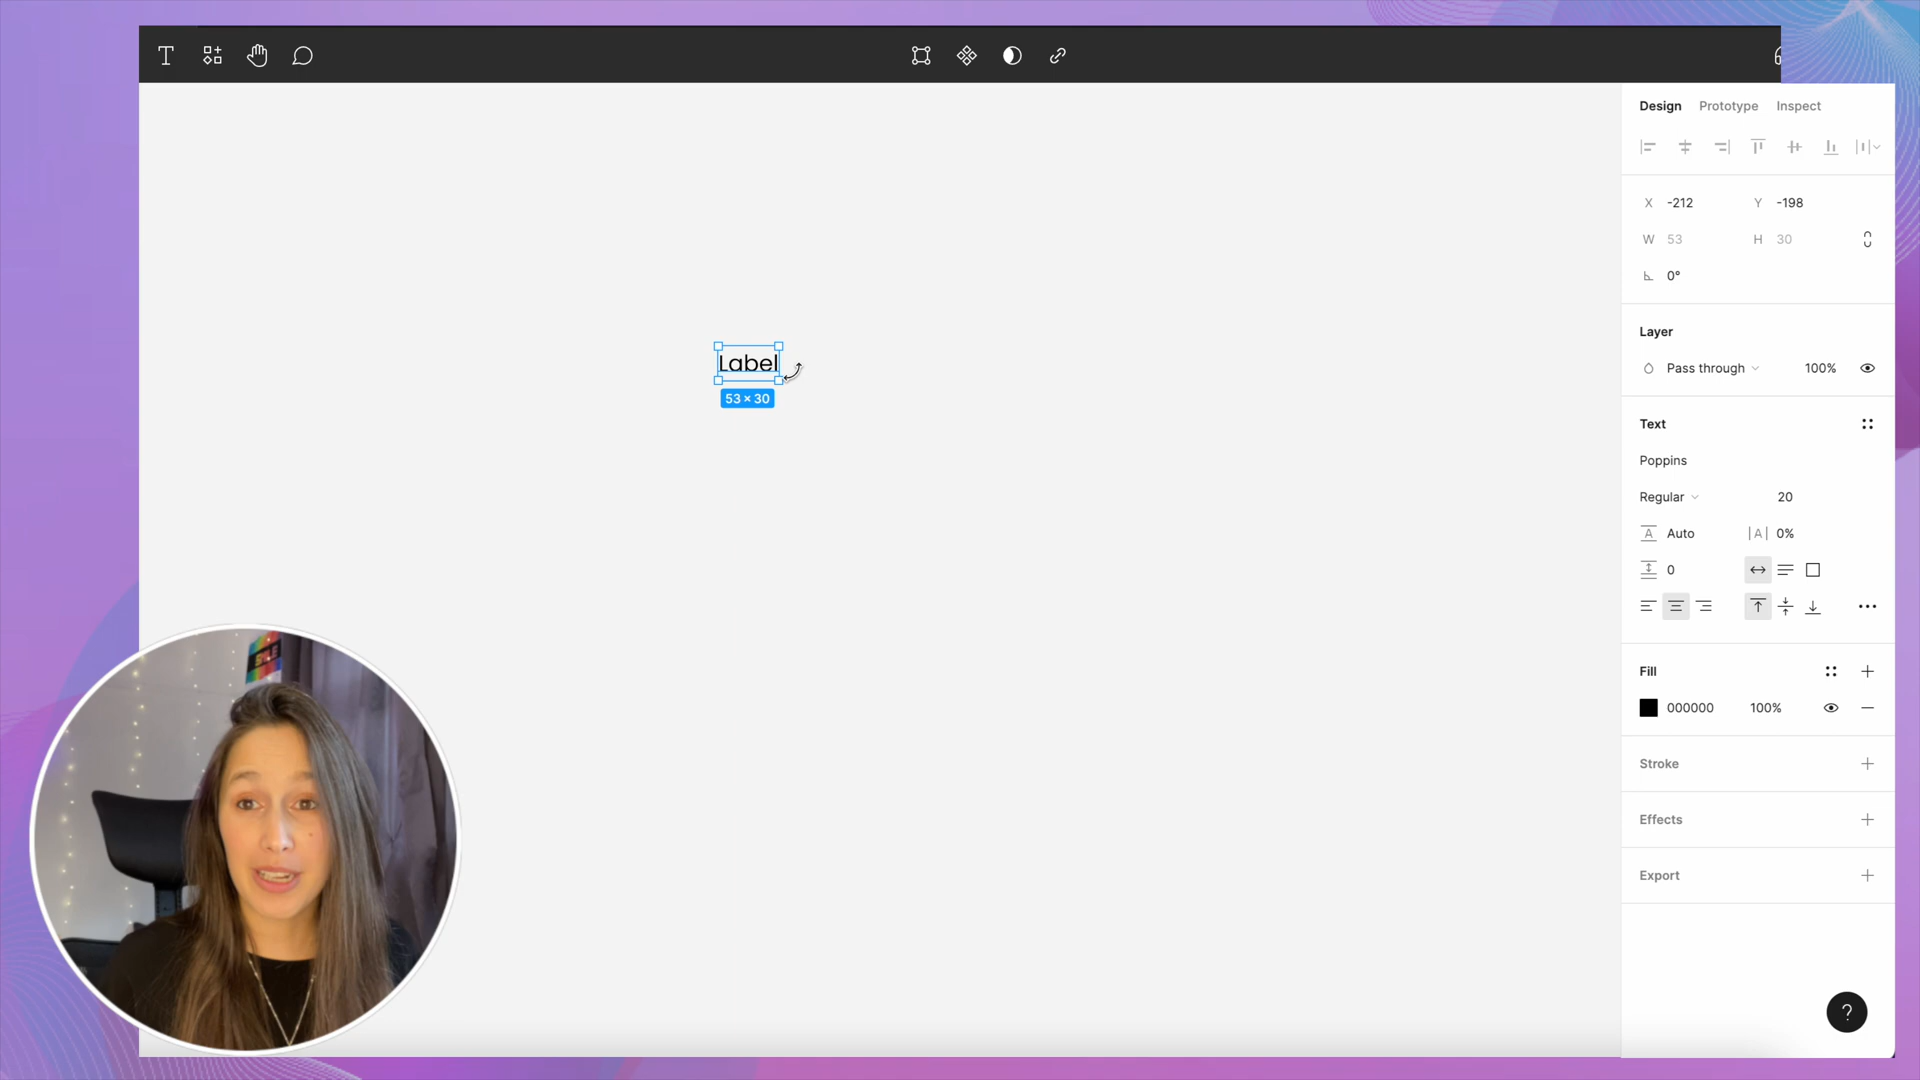 Design Prototype Inspect
X -212 Y -198
W 53 H 30
0°
Layer
Pass through 100%
Label
53 × 30
Text
Poppins
Regular 20
A Auto |A| 0%
0
Fill
000000 100%
Stroke
Effects
Export
?